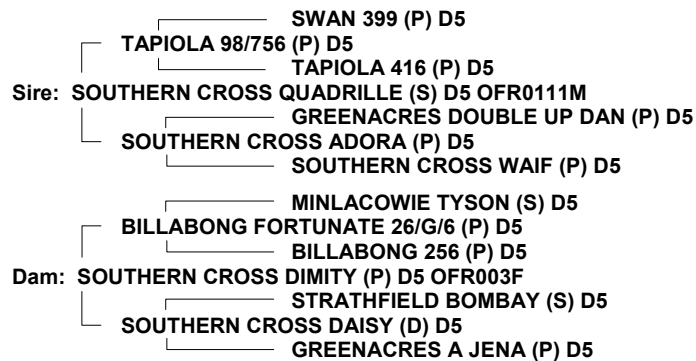 SWAN 399 (P) D5
TAPIOLA 98/756 (P) D5
TAPIOLA 416 (P) D5
Sire: SOUTHERN CROSS QUADRILLE (S) D5 OFR0111M
GREENACRES DOUBLE UP DAN (P) D5
SOUTHERN CROSS ADORA (P) D5
SOUTHERN CROSS WAIF (P) D5
MINLACOWIE TYSON (S) D5
BILLABONG FORTUNATE 26/G/6 (P) D5
BILLABONG 256 (P) D5
Dam: SOUTHERN CROSS DIMITY (P) D5 OFR003F
STRATHFIELD BOMBAY (S) D5
SOUTHERN CROSS DAISY (D) D5
GREENACRES A JENA (P) D5